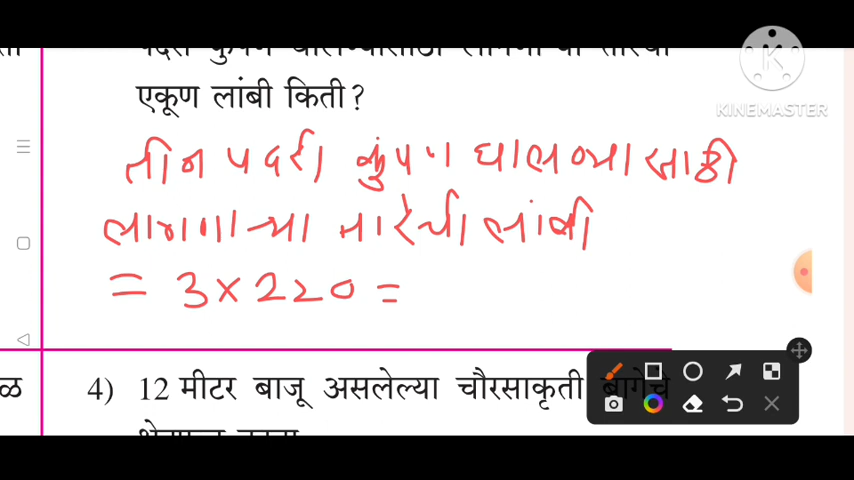 एकूण लांबी किती?
तीन पदरी कुंपण घालण्यासाठी
लागणाऱ्या तारेची लांबी
= 3 × 220 =
4) 12 मीटर बाजू असलेल्या चौरसाकृती बागेचे
KINEMASTER